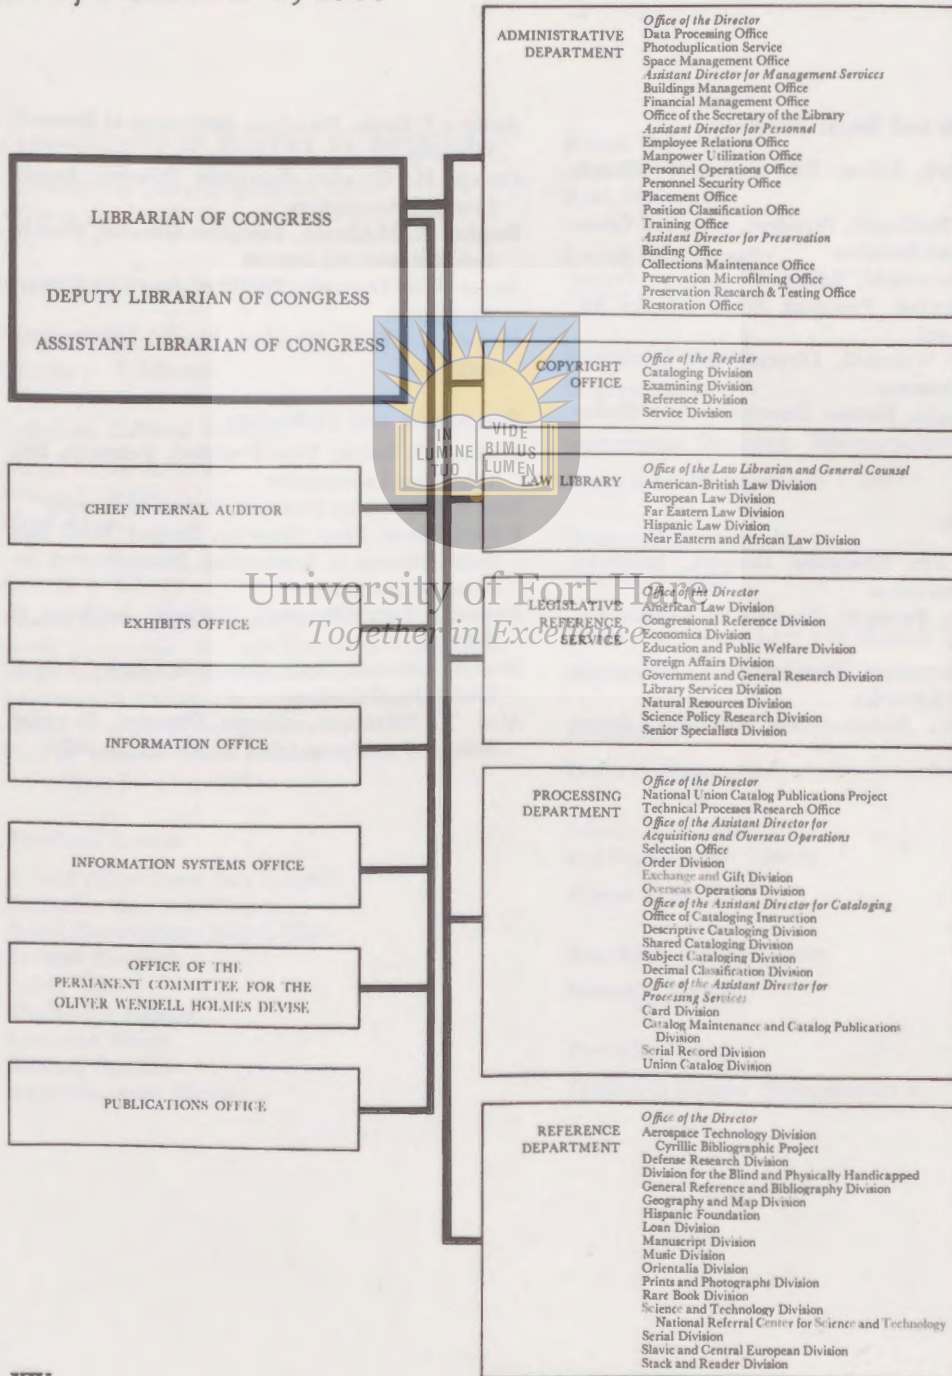 LIBRARIAN OF CONGRESS
DEPUTY LIBRARIAN OF CONGRESS
ASSISTANT LIBRARIAN OF CONGRESS
CHIEF INTERNAL AUDITOR
EXHIBITS OFFICE
INFORMATION OFFICE
INFORMATION SYSTEMS OFFICE
OFFICE OF THE
PERMANENT COMMITTEE FOR THE
OLIVER WENDELL HOLMES DEVISE
PUBLICATIONS OFFICE
ADMINISTRATIVE
DEPARTMENT
Office of the Director
Data Processing Office
Photoduplication Service
Space Management Office
Assistant Director for Management Services
Buildings Management Office
Financial Management Office
Office of the Secretary of the Library
Assistant Director for Personnel
Employee Relations Office
Manpower Utilization Office
Personnel Operations Office
Personnel Security Office
Placement Office
Position Classification Office
Training Office
Assistant Director for Preservation
Binding Office
Collections Maintenance Office
Preservation Microfilming Office
Preservation Research & Testing Office
Restoration Office
COPYRIGHT
OFFICE
Office of the Register
Cataloging Division
Examining Division
Reference Division
Service Division
LAW LIBRARY
Office of the Law Librarian and General Counsel
American-British Law Division
European Law Division
Far Eastern Law Division
Hispanic Law Division
Near Eastern and African Law Division
LEGISLATIVE
REFERENCE
SERVICE
Office of the Director
American Law Division
Congressional Reference Division
Economics Division
Education and Public Welfare Division
Foreign Affairs Division
Government and General Research Division
Library Services Division
Natural Resources Division
Science Policy Research Division
Senior Specialists Division
PROCESSING
DEPARTMENT
Office of the Director
National Union Catalog Publications Project
Technical Processes Research Office
Office of the Assistant Director for
Acquisitions and Overseas Operations
Selection Office
Order Division
Exchange and Gift Division
Overseas Operations Division
Office of the Assistant Director for Cataloging
Office of Cataloging Instruction
Descriptive Cataloging Division
Shared Cataloging Division
Subject Cataloging Division
Decimal Classification Division
Office of the Assistant Director for
Processing Services
Card Division
Catalog Maintenance and Catalog Publications
Division
Serial Record Division
Union Catalog Division
REFERENCE
DEPARTMENT
Office of the Director
Aerospace Technology Division
Cyrillic Bibliographic Project
Defense Research Division
Division for the Blind and Physically Handicapped
General Reference and Bibliography Division
Geography and Map Division
Hispanic Foundation
Loan Division
Manuscript Division
Music Division
Orientalia Division
Prints and Photographs Division
Rare Book Division
Science and Technology Division
National Referral Center for Science and Technology
Serial Division
Slavic and Central European Division
Stack and Reader Division
IN VIDE
LUMINE BIMUS
TUO LUMEN
University of Fort Hare
Together in Excellence